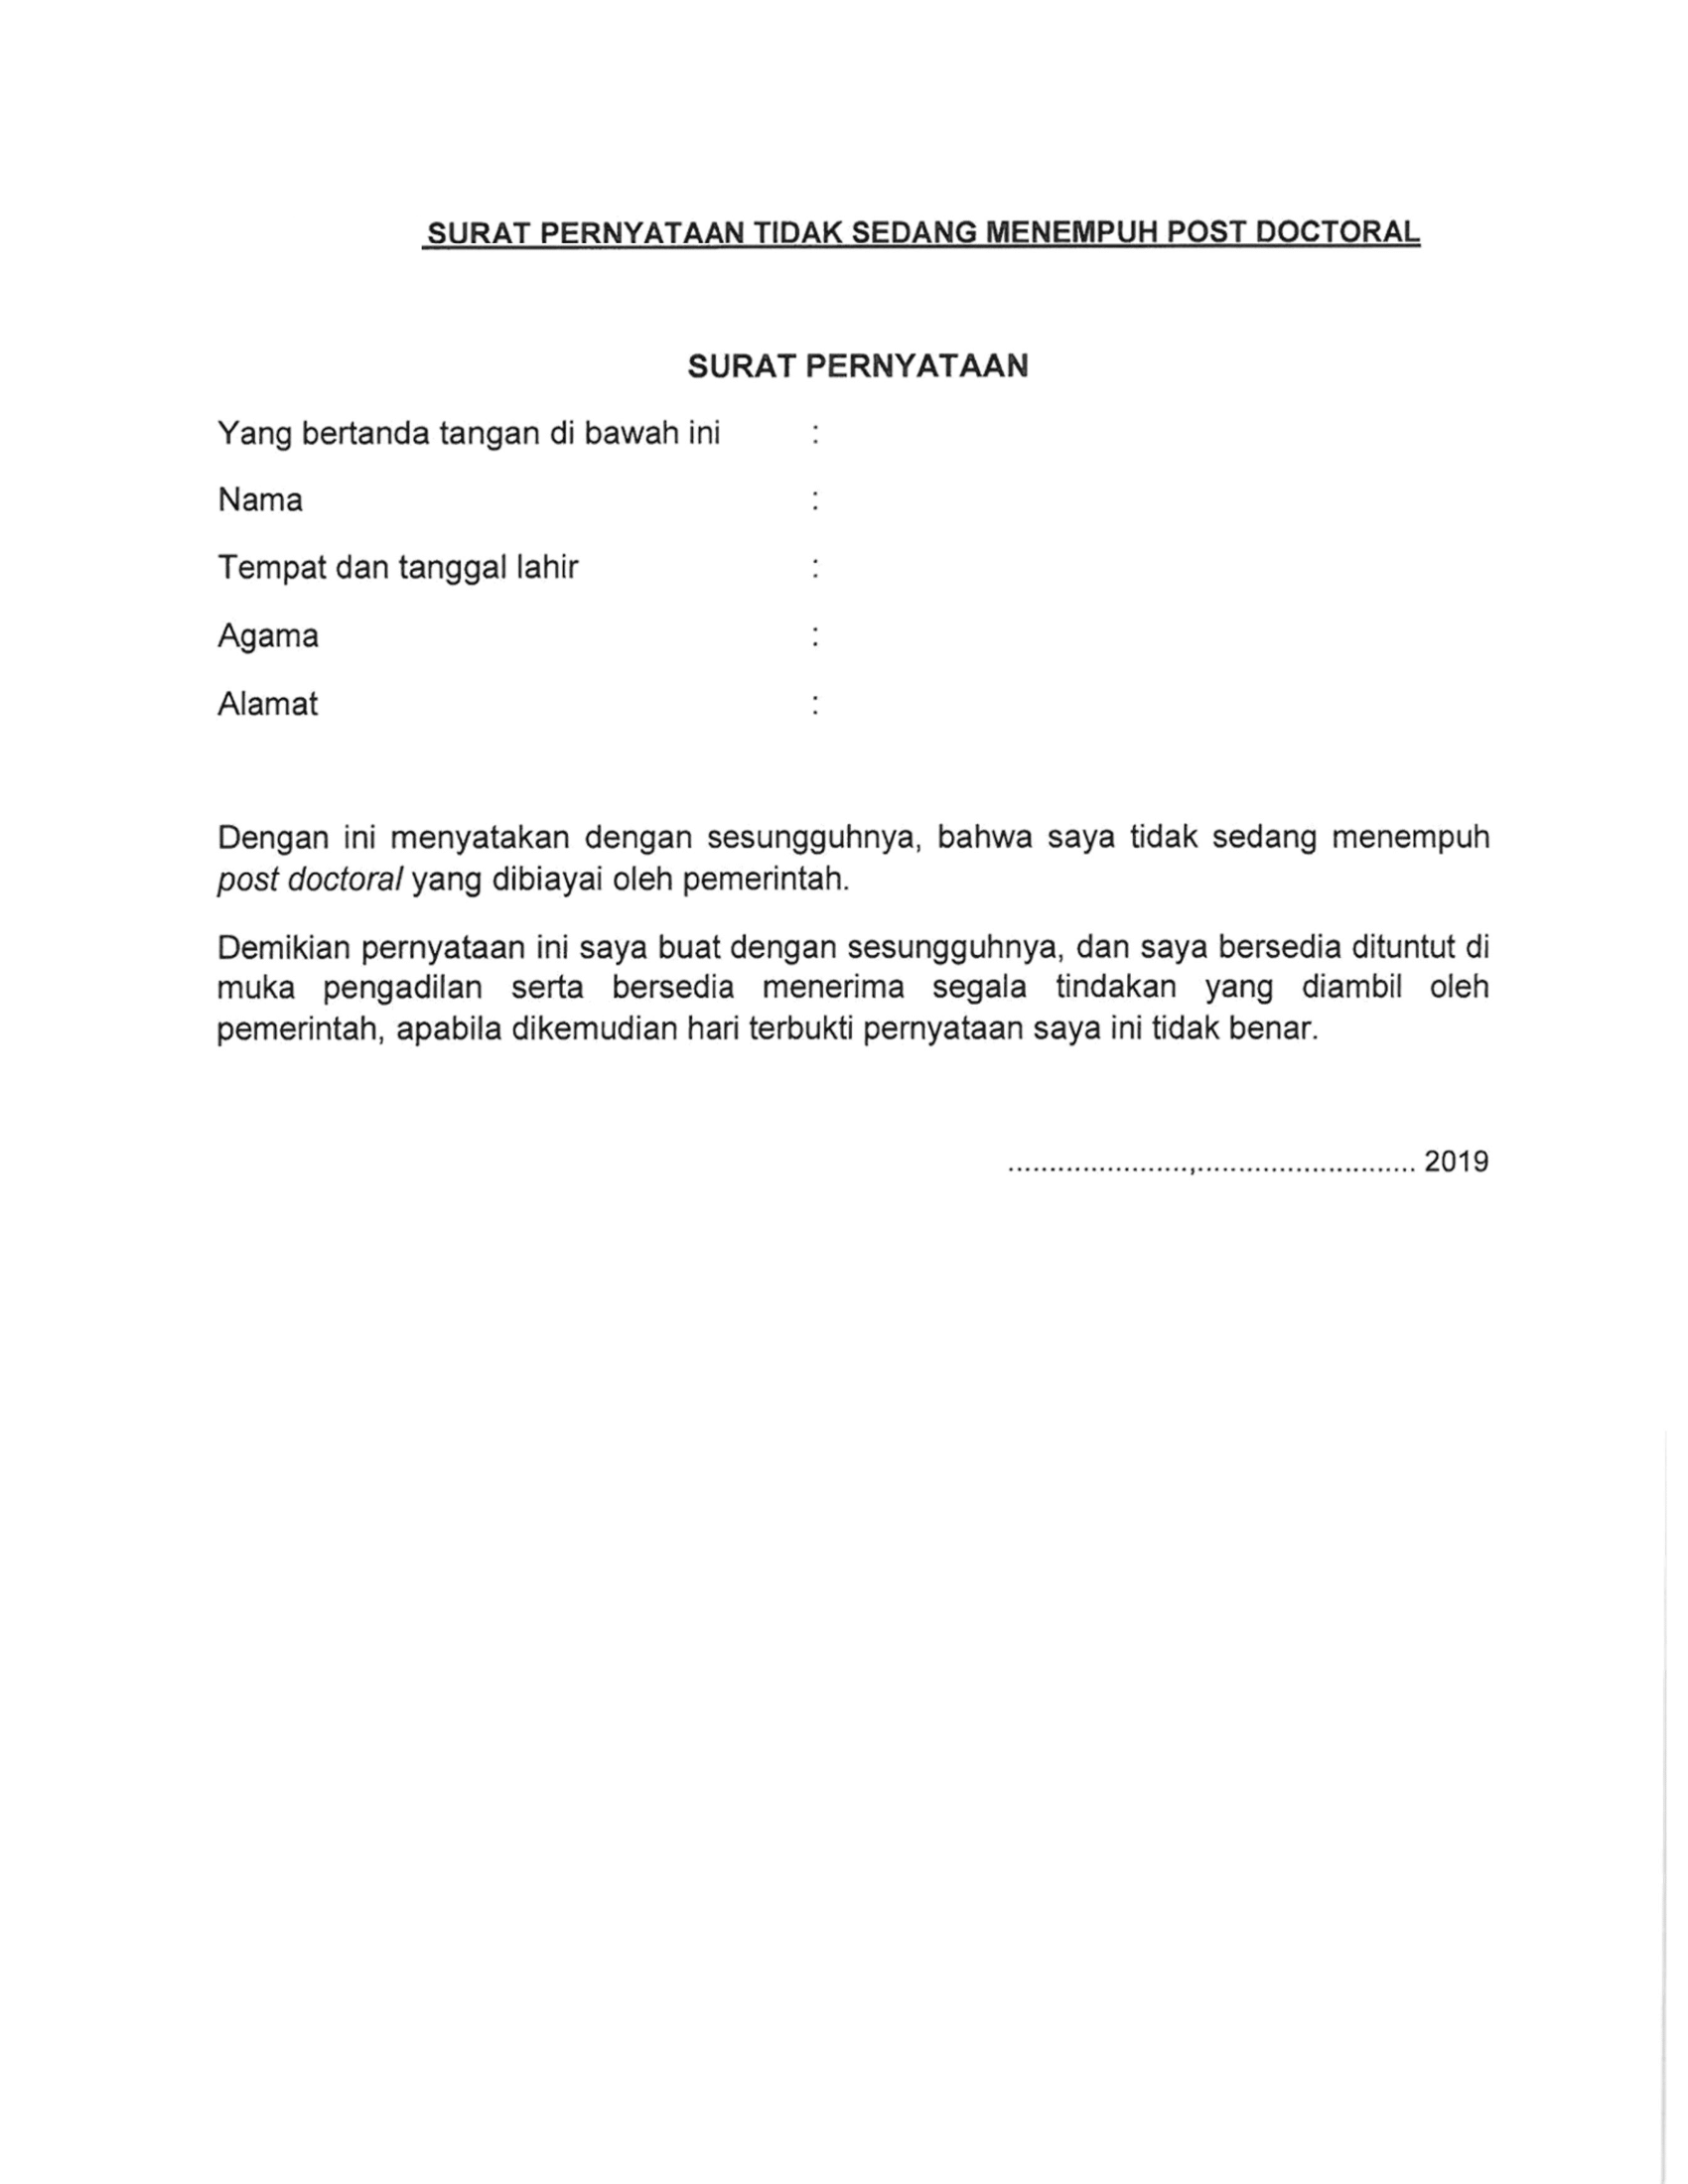 SURAT PERNYATAAN TIDAK SEDANG MENEMPUH POST DOCTORAL
SURAT PERNYATAAN
Yang bertanda tangan di bawah ini :
Nama :
Tempat dan tanggal lahir :
Agama :
Alamat :
Dengan ini menyatakan dengan sesungguhnya, bahwa saya tidak sedang menempuh
post doctoral yang dibiayai oleh pemerintah.
Demikian pernyataan ini saya buat dengan sesungguhnya, dan saya bersedia dituntut di
muka pengadilan serta bersedia menerima segala tindakan yang diambil oleh
pemerintah, apabila dikemudian hari terbukti pernyataan saya ini tidak benar.
......................,.......................... 2019